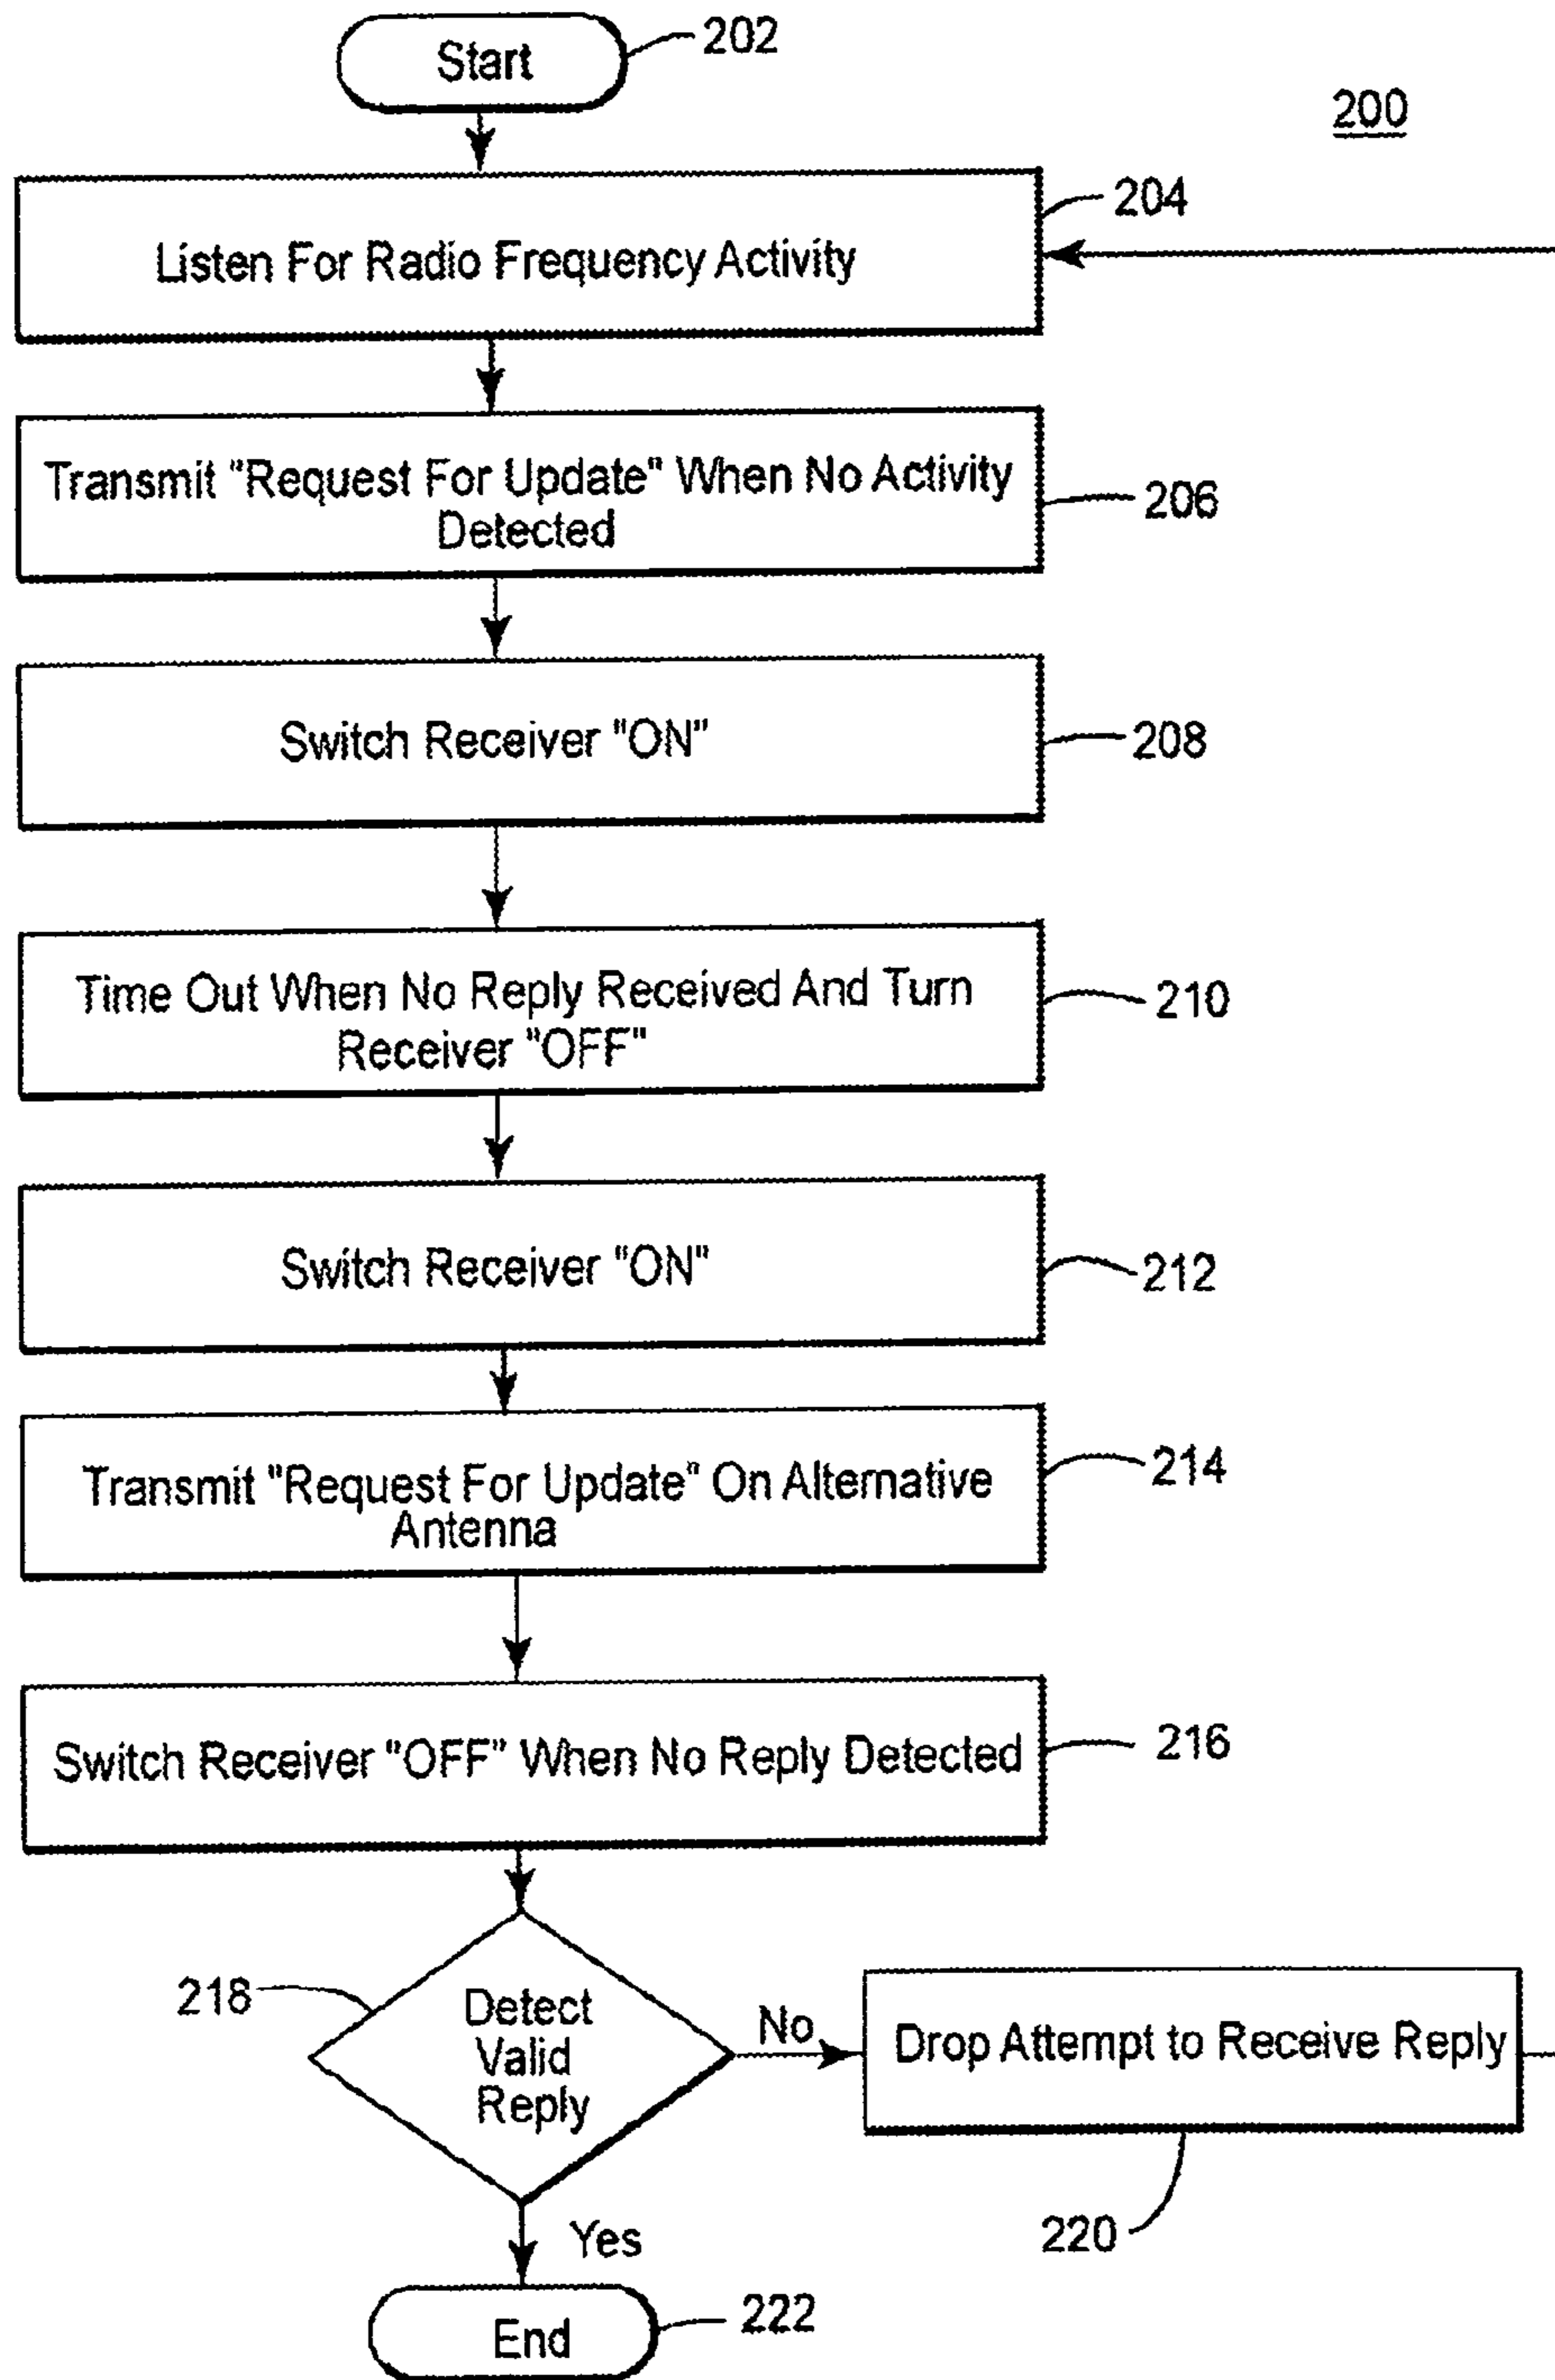 Start
202
200
204
Listen For Radio Frequency Activity
Transmit "Request For Update" When No Activity
Detected
206
Switch Receiver "ON"
208
Time Out When No Reply Received And Turn
Receiver "OFF"
210
Switch Receiver "ON"
212
Transmit "Request For Update" On Alternative
Antenna
214
Switch Receiver "OFF" When No Reply Detected
216
218
Detect
Valid
Reply
No
Drop Attempt to Receive Reply
220
Yes
End
222